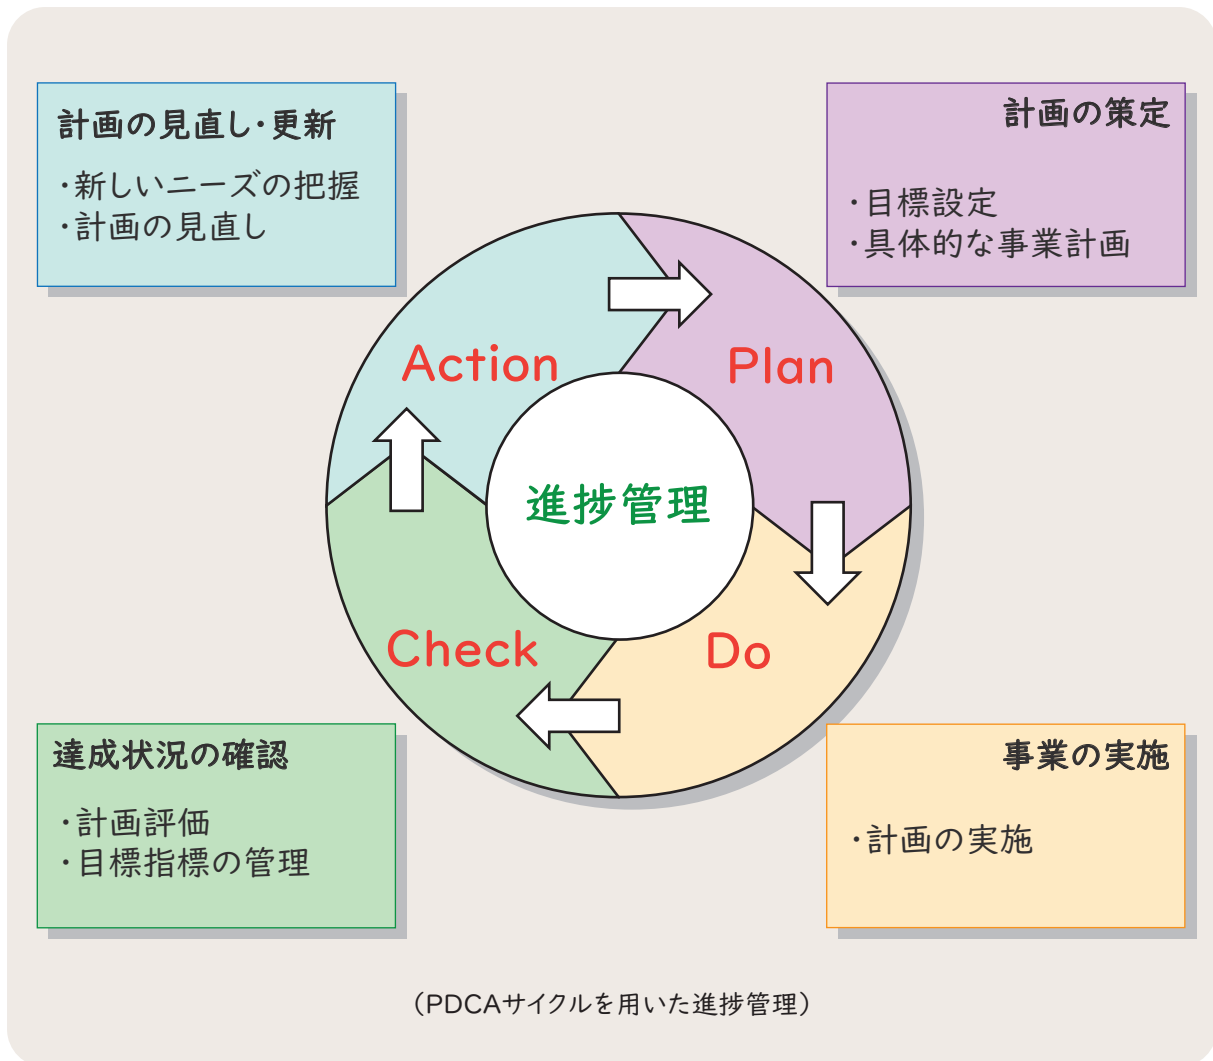 計画の見直し・更新
・新しいニーズの把握
・計画の見直し
計画の策定
・目標設定
・具体的な事業計画
Action
Plan
進捗管理
Check
Do
達成状況の確認
・計画評価
・目標指標の管理
事業の実施
・計画の実施
（PDCAサイクルを用いた進捗管理）